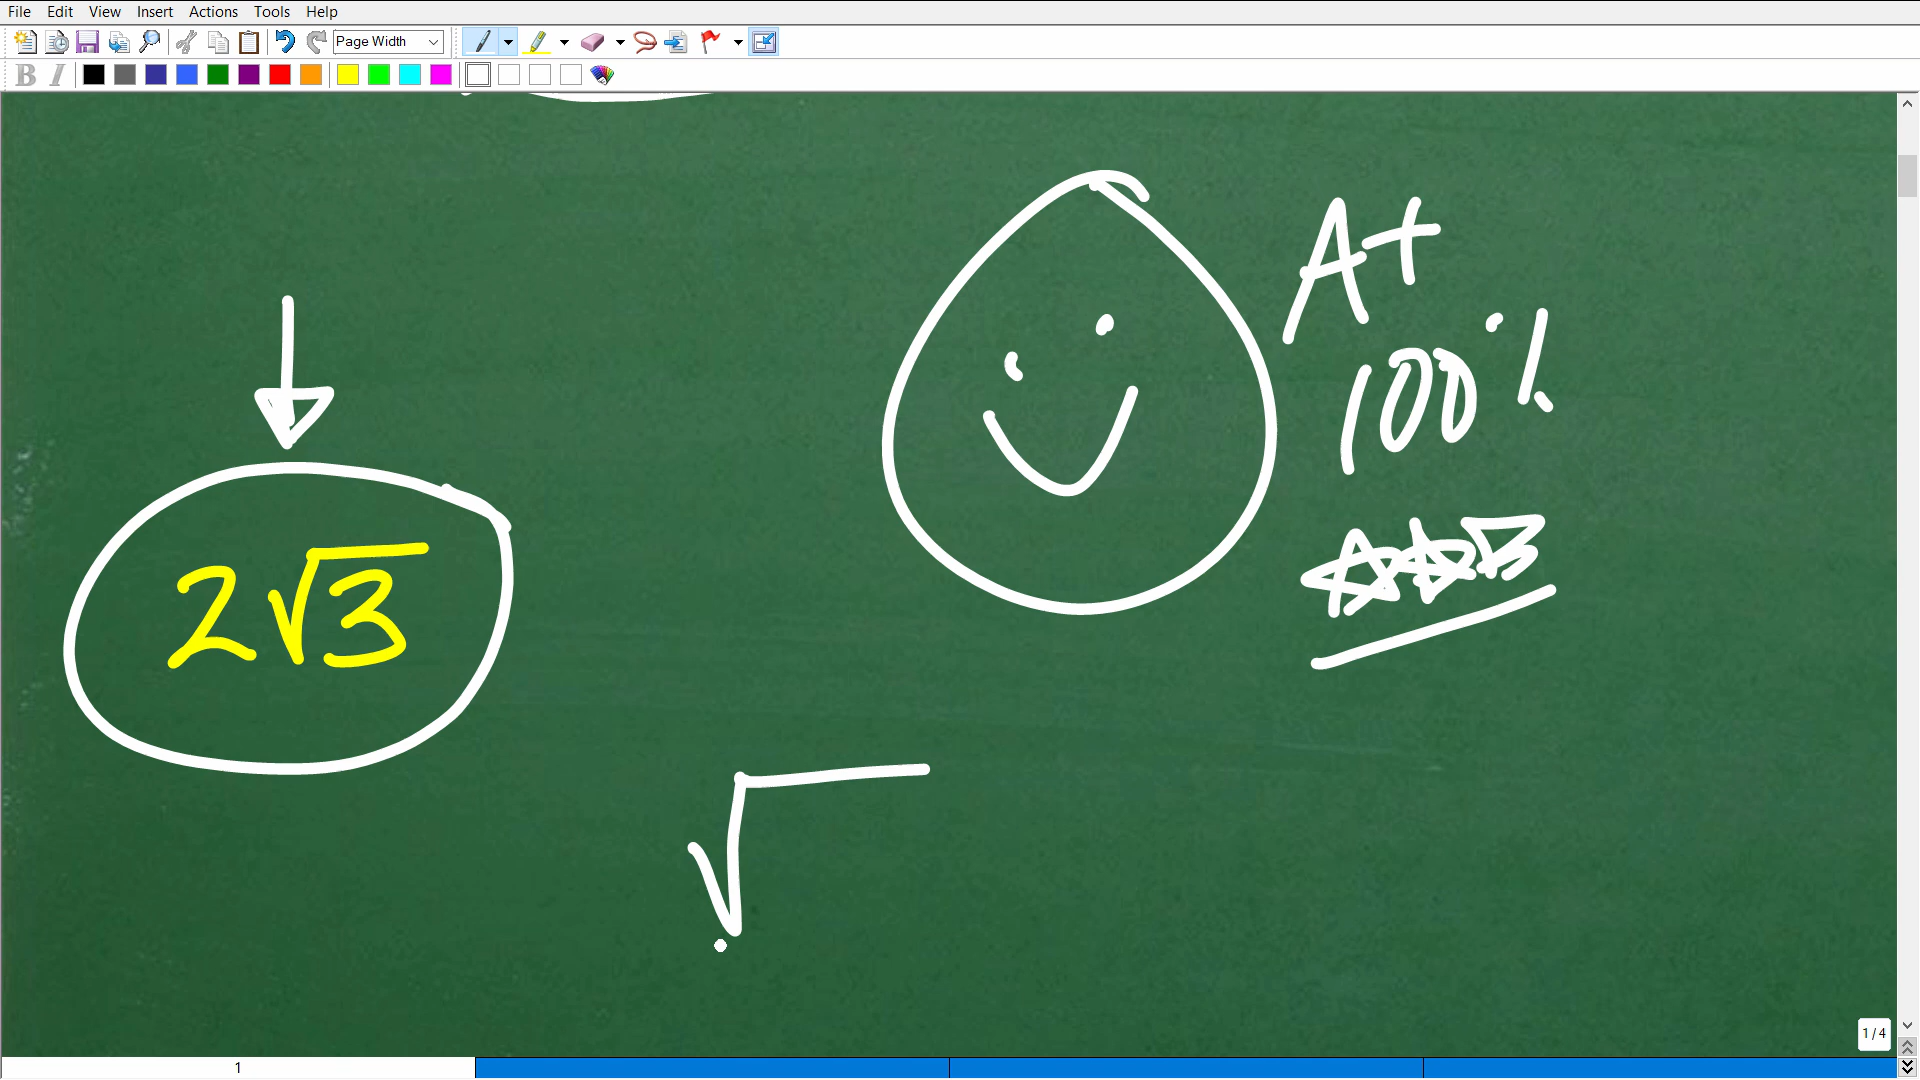 File Edit View Insert Actions Tools Help
Page Width
B I
A+
100%
2√3
√
1 / 4
1